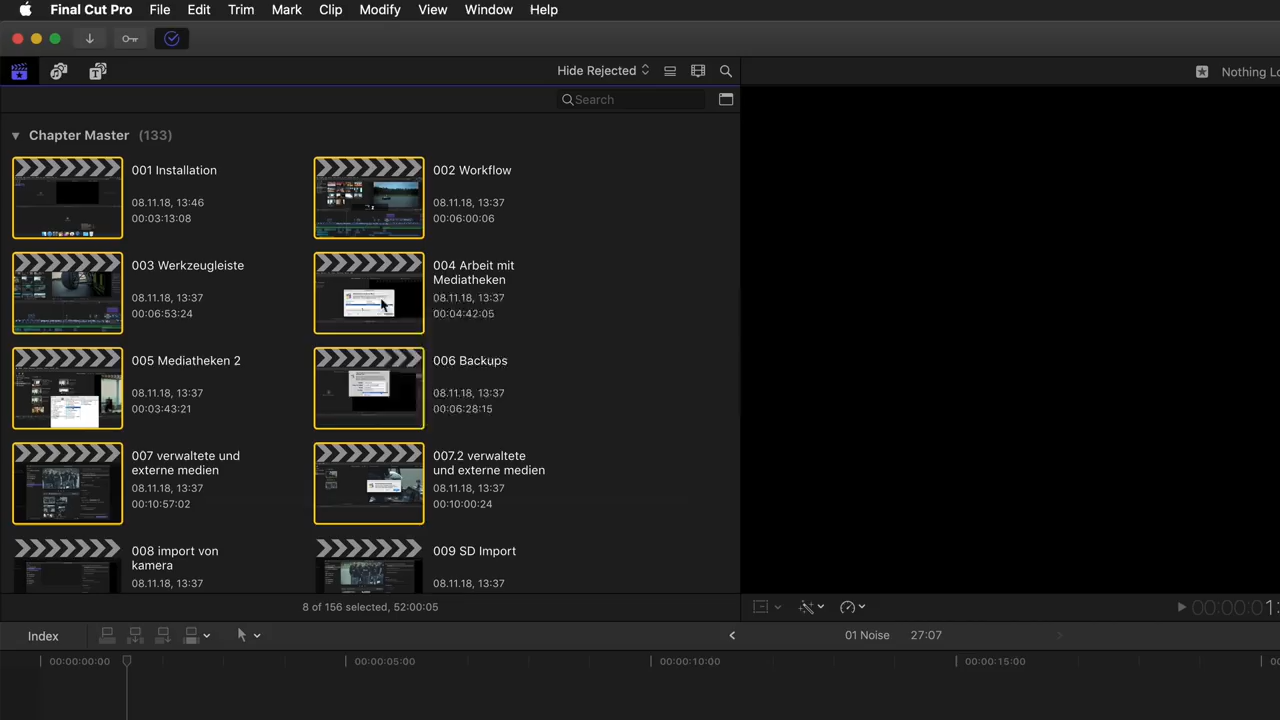 Final Cut Pro File Edit Trim Mark Clip Modify View Window Help
Hide Rejected
Nothing Lo
Search
Chapter Master (133)
001 Installation
08.11.18, 13:46
00:03:13:08
002 Workflow
08.11.18, 13:37
00:06:00:06
003 Werkzeugleiste
08.11.18, 13:37
00:06:53:24
004 Arbeit mit
Mediatheken
08.11.18, 13:37
00:04:42:05
005 Mediatheken 2
08.11.18, 13:37
00:03:43:21
006 Backups
08.11.18, 13:37
00:06:28:15
007 verwaltete und
externe medien
08.11.18, 13:37
00:10:57:02
007.2 verwaltete
und externe medien
08.11.18, 13:37
00:10:00:24
008 import von
kamera
08.11.18, 13:37
009 SD Import
08.11.18, 13:37
8 of 156 selected, 52:00:05
00:00:0
Index
01 Noise 27:07
00:00:00:00 00:00:05:00 00:00:10:00 00:00:15:00